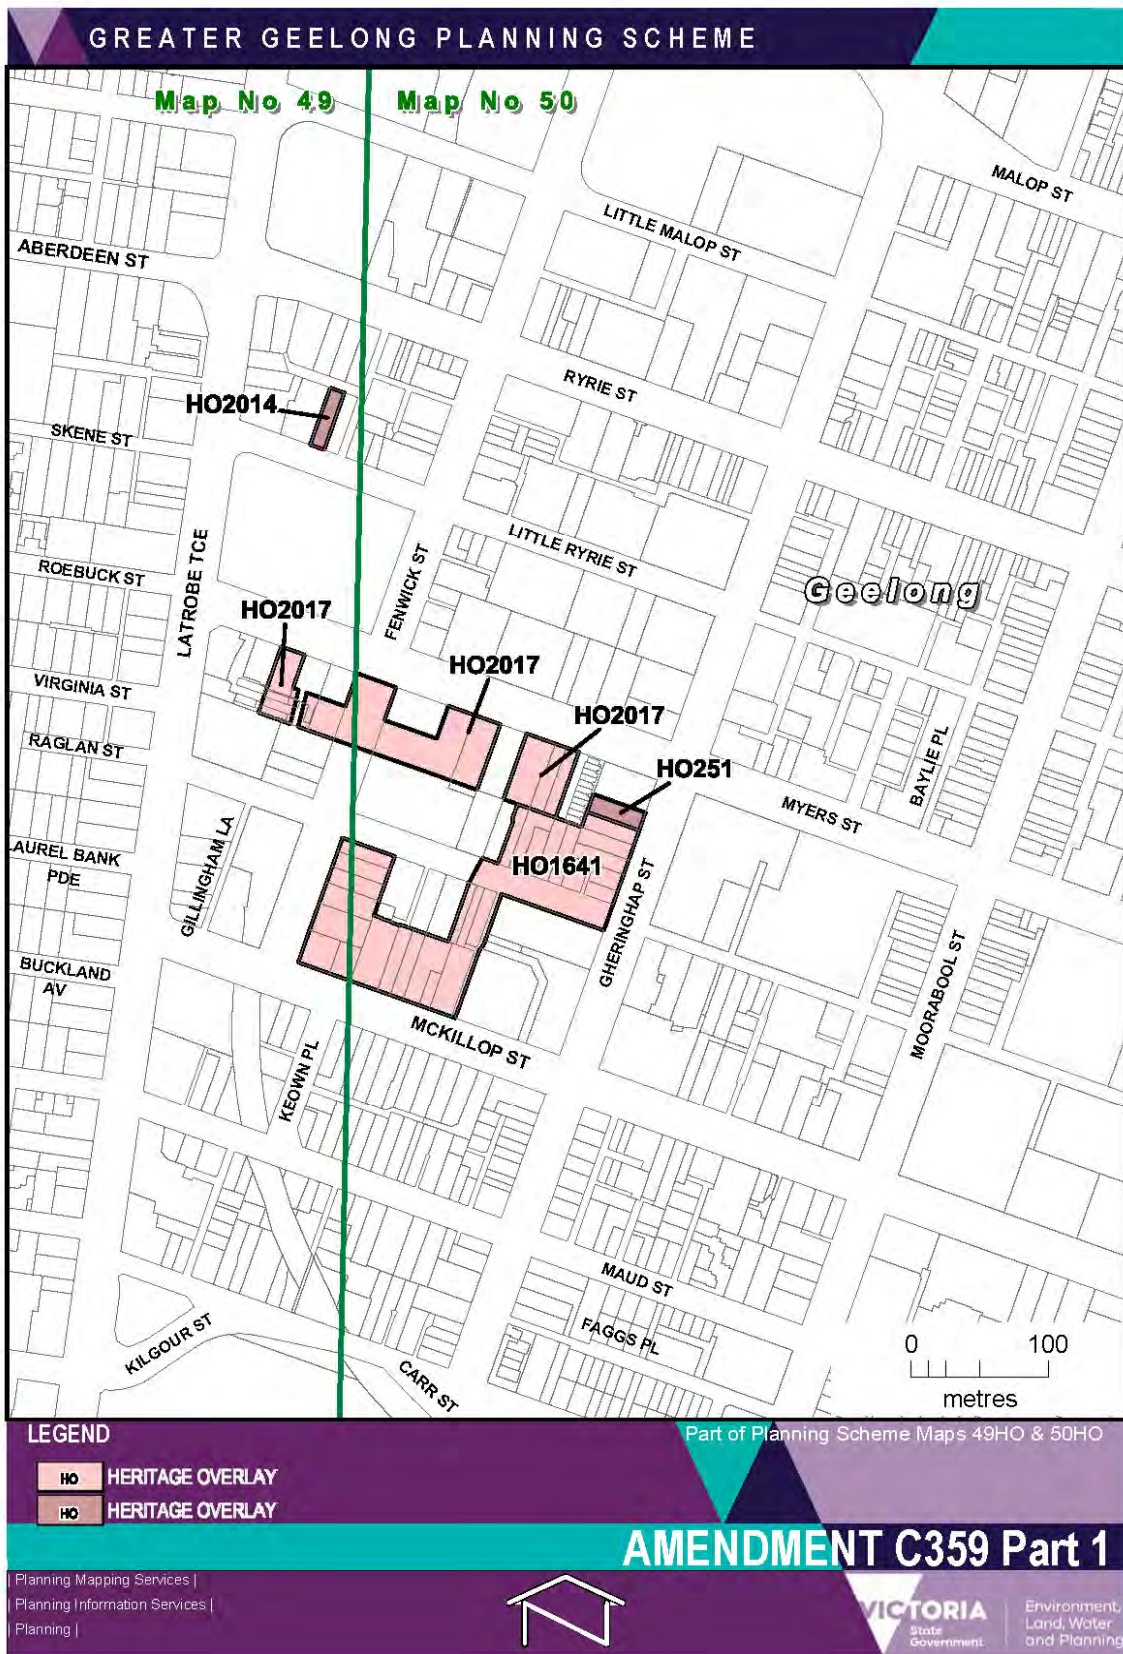 GREATER GEELONG PLANNING SCHEME
Map No 49
Map No 50
MALOP ST
LITTLE MALOP ST
ABERDEEN ST
RYRIE ST
HO2014
SKENE ST
LITTLE RYRIE ST
ROEBUCK ST
LATROBE TCE
FENWICK ST
Geelong
HO2017
HO2017
VIRGINIA ST
HO2017
RAGLAN ST
HO251
BAYLIE PL
MYERS ST
GILLINGHAM LA
LAUREL BANK
PDE
HO1641
GHERINGHAP ST
BUCKLAND
AV
MOORABOOL ST
MCKILLOP ST
KEOWN PL
MAUD ST
FAGGS PL
KILGOUR ST
CARR ST
0 100
metres
LEGEND
Part of Planning Scheme Maps 49HO & 50HO
HO HERITAGE OVERLAY
HO HERITAGE OVERLAY
AMENDMENT C359 Part 1
| Planning Mapping Services |
| Planning Information Services |
| Planning |
N
VICTORIA
State
Government
Environment,
Land, Water
and Planning